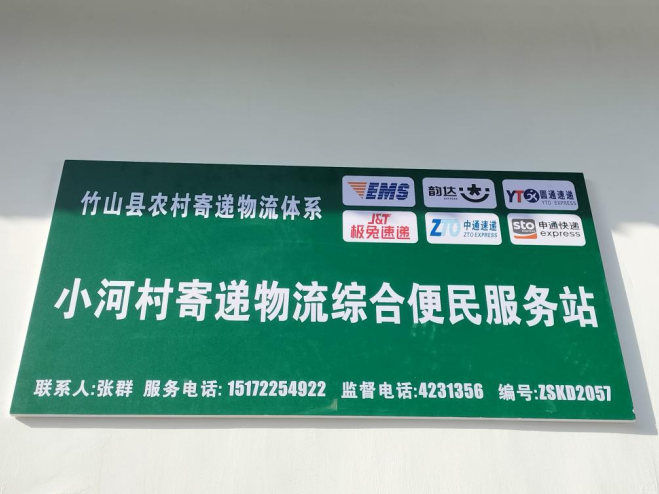 竹山县农村寄递物流体系
EMS
韵达
EXPRESS
YTO 圆通速递
YTO EXPRESS
J&T
极兔速递
ZTO 中通速递
ZTO EXPRESS
sto express 申通快递
express
小河村寄递物流综合便民服务站
联系人:张群 服务电话: 15172254922 监督电话:4231356 编号:ZSKD2057